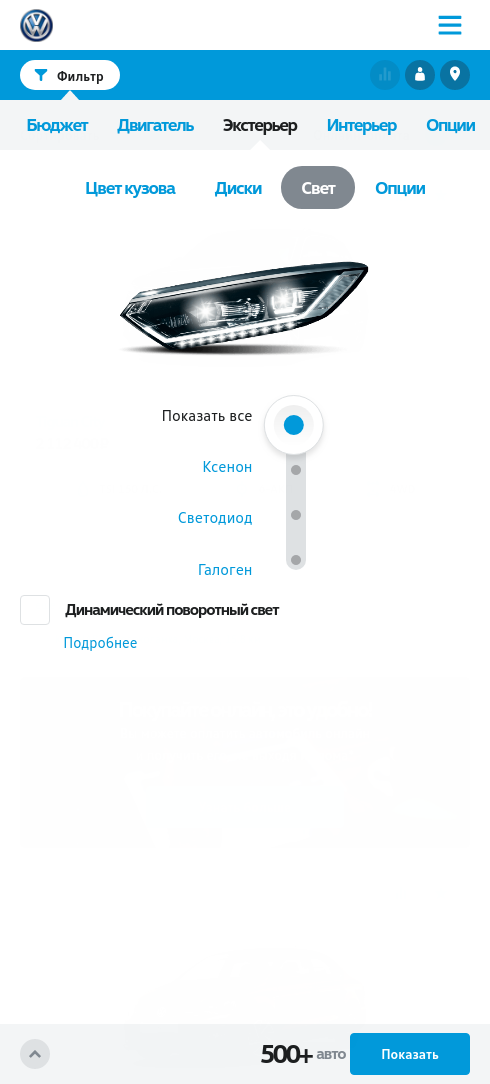 Фильтр
Бюджет Двигатель Экстерьер Интерьер Опции
Цвет кузова Диски Свет Опции
Показать все
Ксенон
Светодиод
Галоген
Динамический поворотный свет
Подробнее
500+ авто Показать